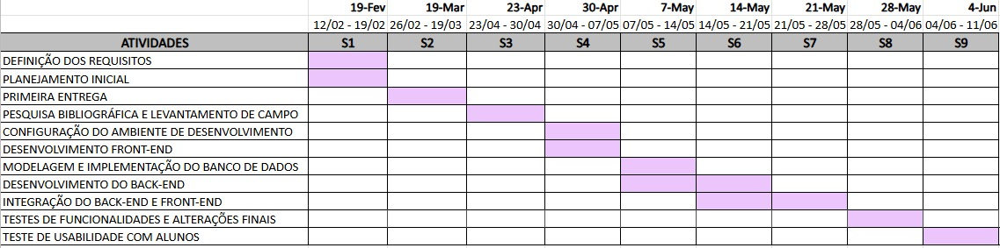 19-Fev 19-Mar 23-Apr 30-Apr 7-May 14-May 21-May 28-May 4-Jun
12/02 - 19/02 26/02 - 19/03 23/04 - 30/04 30/04 - 07/05 07/05 - 14/05 14/05 - 21/05 21/05 - 28/05 28/05 - 04/06 04/06 - 11/06
ATIVIDADES S1 S2 S3 S4 S5 S6 S7 S8 S9
DEFINIÇÃO DOS REQUISITOS
PLANEJAMENTO INICIAL
PRIMEIRA ENTREGA
PESQUISA BIBLIOGRÁFICA E LEVANTAMENTO DE CAMPO
CONFIGURAÇÃO DO AMBIENTE DE DESENVOLVIMENTO
DESENVOLVIMENTO FRONT-END
MODELAGEM E IMPLEMENTAÇÃO DO BANCO DE DADOS
DESENVOLVIMENTO DO BACK-END
INTEGRAÇÃO DO BACK-END E FRONT-END
TESTES DE FUNCIONALIDADES E ALTERAÇÕES FINAIS
TESTE DE USABILIDADE COM ALUNOS